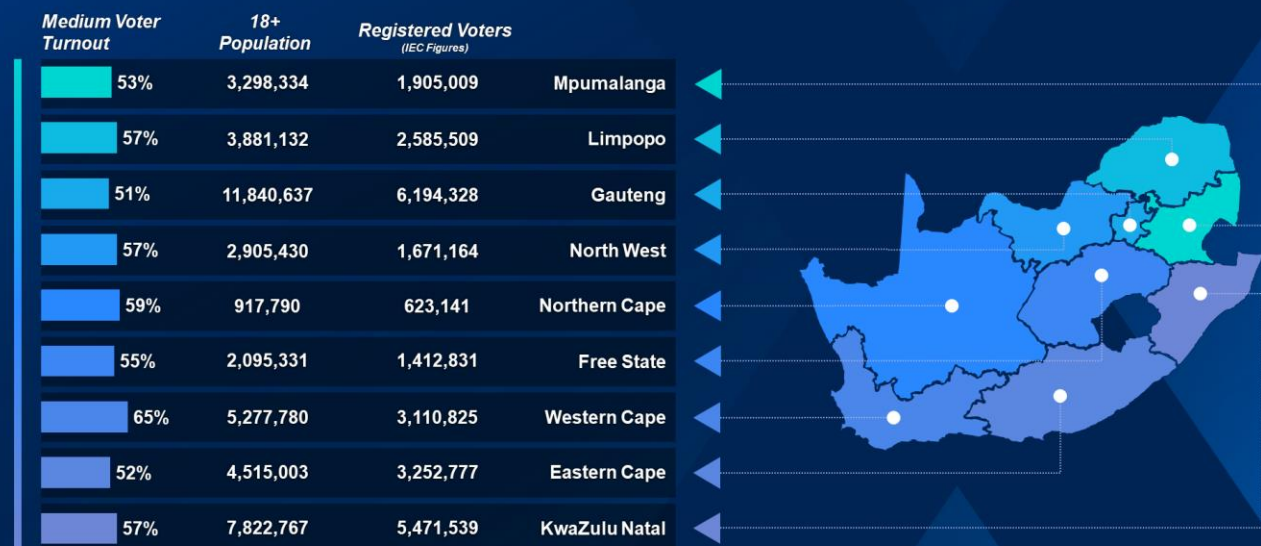 Medium Voter Turnout 18+ Population Registered Voters
(IEC Figures)
53% 3,298,334 1,905,009 Mpumalanga
57% 3,881,132 2,585,509 Limpopo
51% 11,840,637 6,194,328 Gauteng
57% 2,905,430 1,671,164 North West
59% 917,790 623,141 Northern Cape
55% 2,095,331 1,412,831 Free State
65% 5,277,780 3,110,825 Western Cape
52% 4,515,003 3,252,777 Eastern Cape
57% 7,822,767 5,471,539 KwaZulu Natal